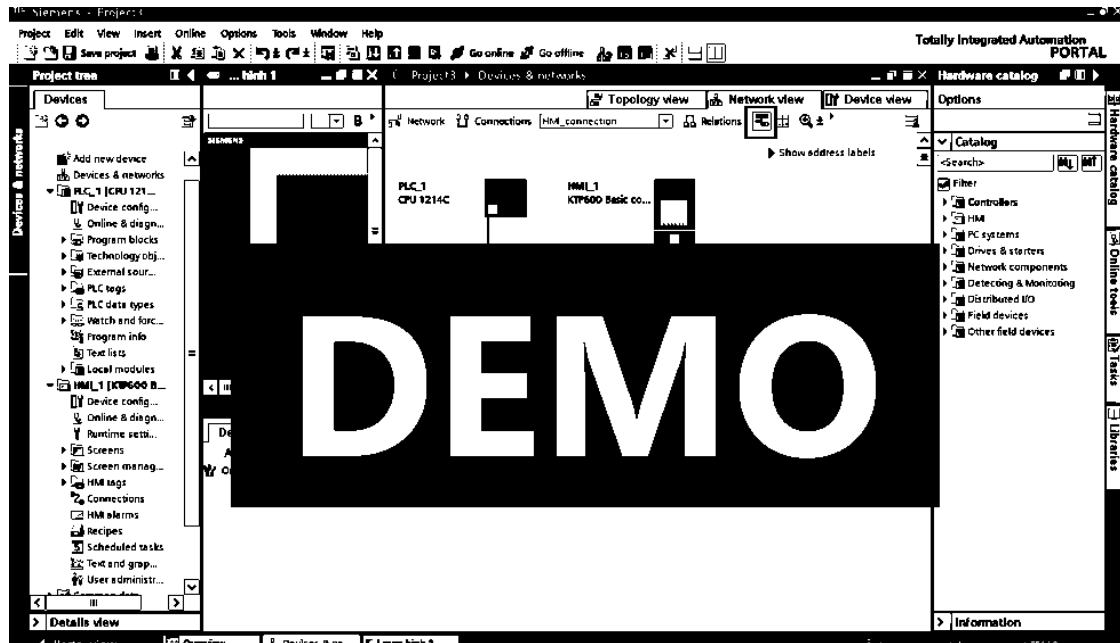 Siemens - Project3
Project Edit View Insert Online Options Tools Window Help
Save project Go online Go offline
Totally Integrated Automation
PORTAL
Project tree
... hinh 1
Project3 ▸ Devices & networks
Hardware catalog
Devices
Topology view Network view Device view
Options
Network Connections HMI_connection Relations
Show address labels
Catalog
<Search>
Filter
Controllers
HMI
PC systems
Drives & starters
Network components
Detecting & Monitoring
Distributed I/O
Field devices
Other field devices
Add new device
Devices & networks
PLC_1 [CPU 121...
Device config...
Online & diagn...
Program blocks
Technology obj...
External sour...
PLC tags
PLC data types
Watch and forc...
Program info
Text lists
Local modules
HMI_1 [KTP600 B...
Device config...
Online & diagn...
Runtime setti...
Screens
Screen manag...
HMI tags
Connections
HMI alarms
Recipes
Scheduled tasks
Text and grap...
User administr...
SIEMENS
PLC_1
CPU 1214C
HMI_1
KTP600 Basic co...
DEMO
Details view
Information
Devices & networks
Hardware catalog
Online tools
Tasks
Libraries